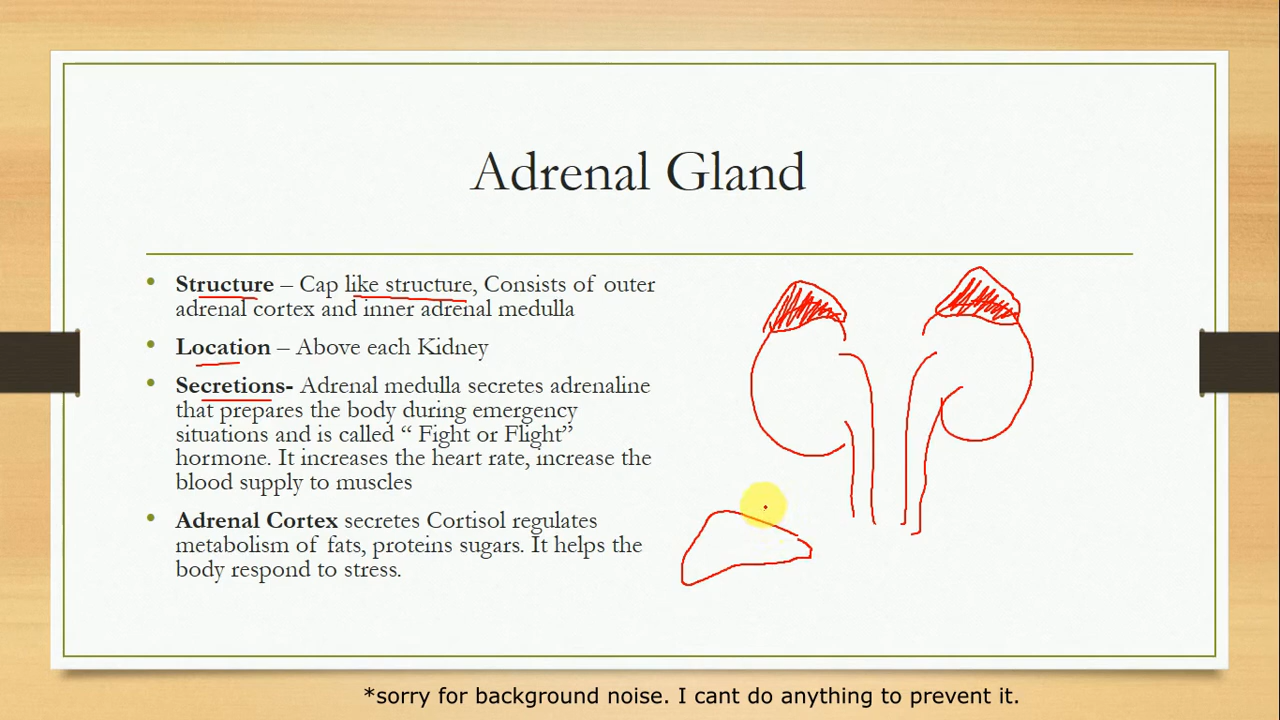 Adrenal Gland
• Structure – Cap like structure, Consists of outer
adrenal cortex and inner adrenal medulla
• Location – Above each Kidney
• Secretions- Adrenal medulla secretes adrenaline
that prepares the body during emergency
situations and is called “ Fight or Flight”
hormone. It increases the heart rate, increase the
blood supply to muscles
• Adrenal Cortex secretes Cortisol regulates
metabolism of fats, proteins sugars. It helps the
body respond to stress.
*sorry for background noise. I cant do anything to prevent it.